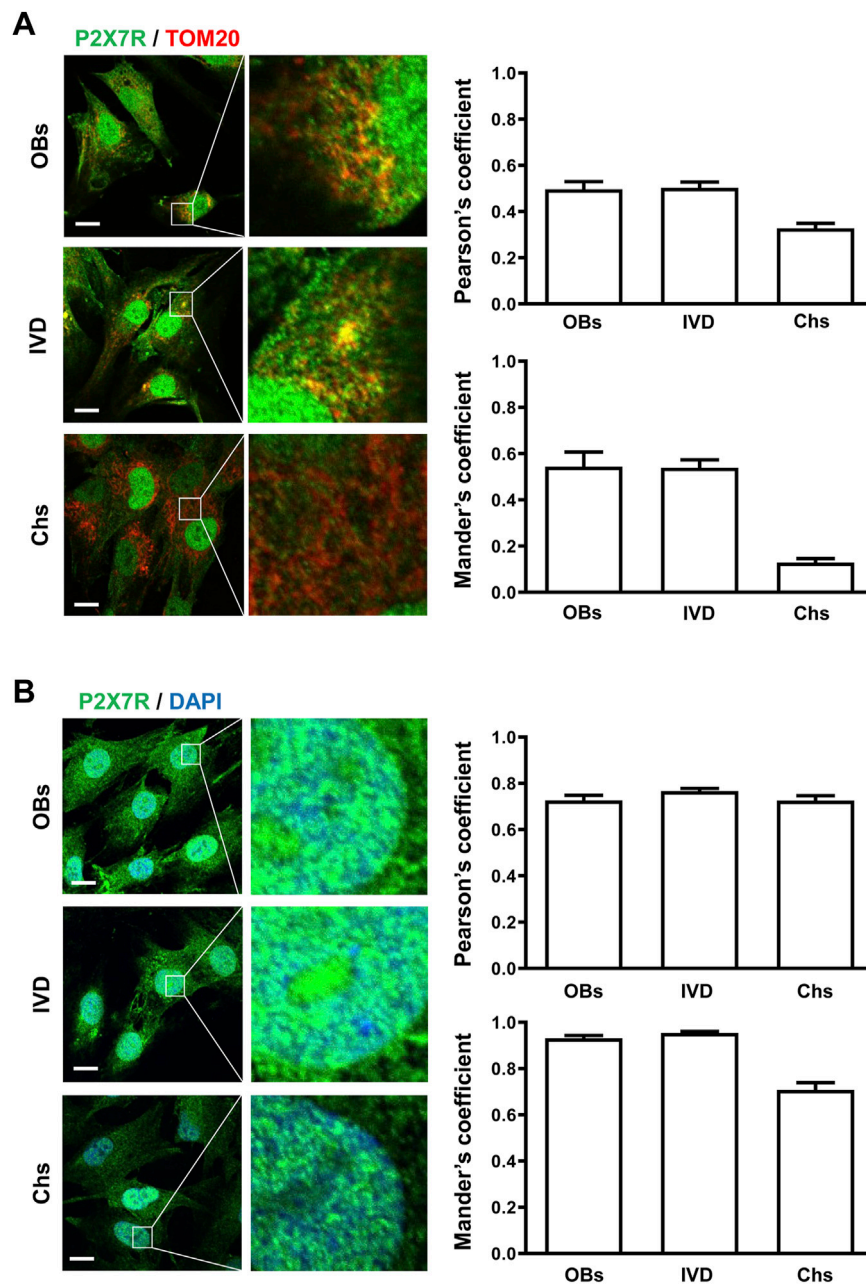 A
P2X7R / TOM20
OBs
IVD
Chs
Pearson's coefficient
1.0
0.8
0.6
0.4
0.2
0.0
OBs IVD Chs
Mander's coefficient
1.0
0.8
0.6
0.4
0.2
0.0
OBs IVD Chs
B
P2X7R / DAPI
OBs
IVD
Chs
Pearson's coefficient
1.0
0.8
0.6
0.4
0.2
0.0
OBs IVD Chs
Mander's coefficient
1.0
0.8
0.6
0.4
0.2
0.0
OBs IVD Chs